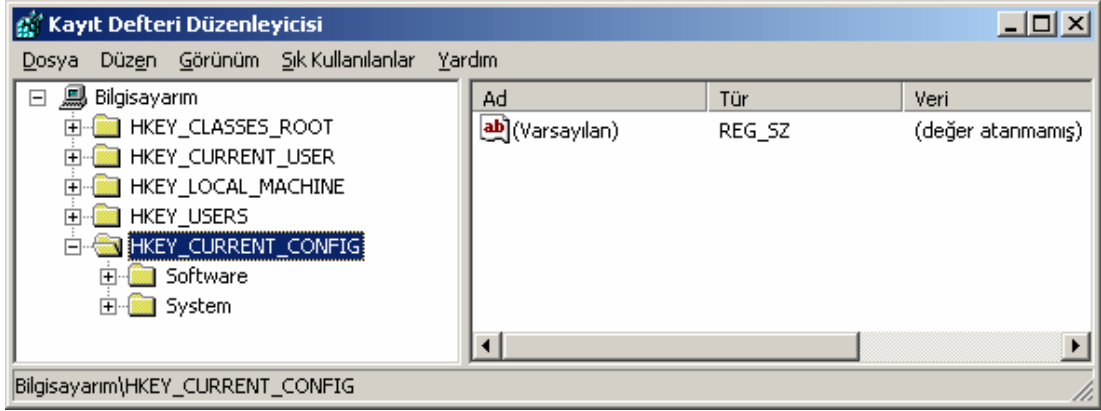 Kayıt Defteri Düzenleyicisi
Dosya Düzen Görünüm Sık Kullanılanlar Yardım
Bilgisayarım
HKEY_CLASSES_ROOT
HKEY_CURRENT_USER
HKEY_LOCAL_MACHINE
HKEY_USERS
HKEY_CURRENT_CONFIG
Software
System
Ad Tür Veri
ab (Varsayılan) REG_SZ (değer atanmamış)
Bilgisayarım\HKEY_CURRENT_CONFIG